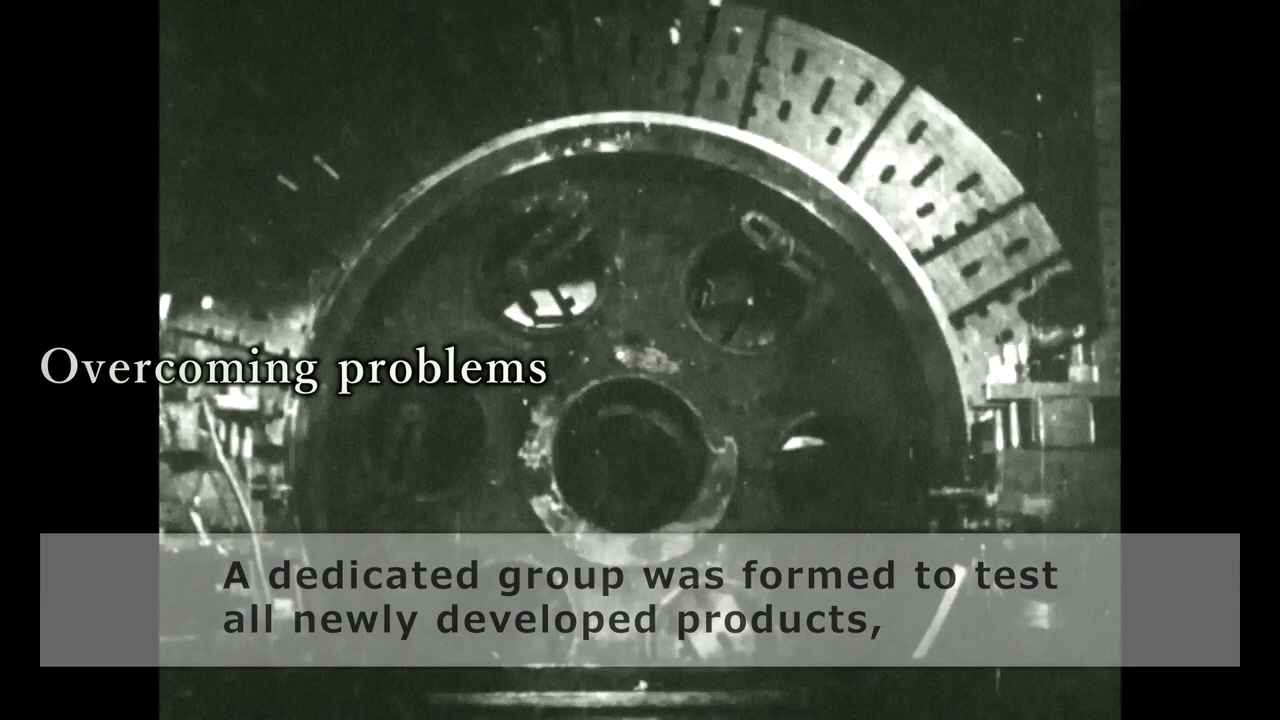 Overcoming problems
A dedicated group was formed to test
all newly developed products,